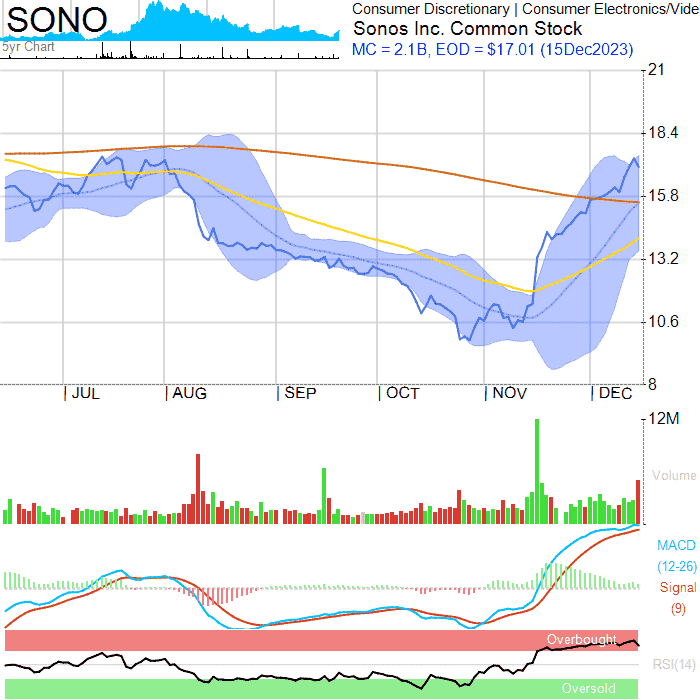 SONO
5yr Chart
Consumer Discretionary | Consumer Electronics/Vide
Sonos Inc. Common Stock
MC = 2.1B, EOD = $17.01 (15Dec2023)
21
18.4
15.8
13.2
10.6
8
JUL
AUG
SEP
OCT
NOV
DEC
12M
Volume
MACD
(12-26)
Signal
(9)
Overbought
RSI(14)
Oversold